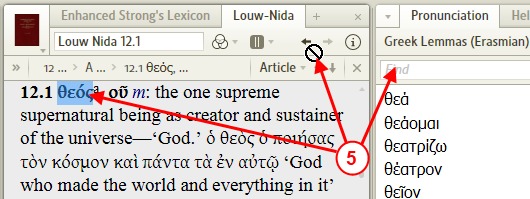 Enhanced Strong's Lexicon
Louw-Nida
Louw Nida 12.1
» 12 ... › A ... › 12.1 θεός, ... Article
12.1 θεός, οῦ m: the one supreme
supernatural being as creator and sustainer
of the universe—‘God.’ ὁ θεὸς ὁ ποιήσας
τὸν κόσμον καὶ πάντα τὰ ἐν αὐτῷ ‘God
who made the world and everything in it’
5
Pronunciation
Greek Lemmas (Erasmian)
Find
θεά
θεάομαι
θεατρίζω
θέατρον
θεῖον